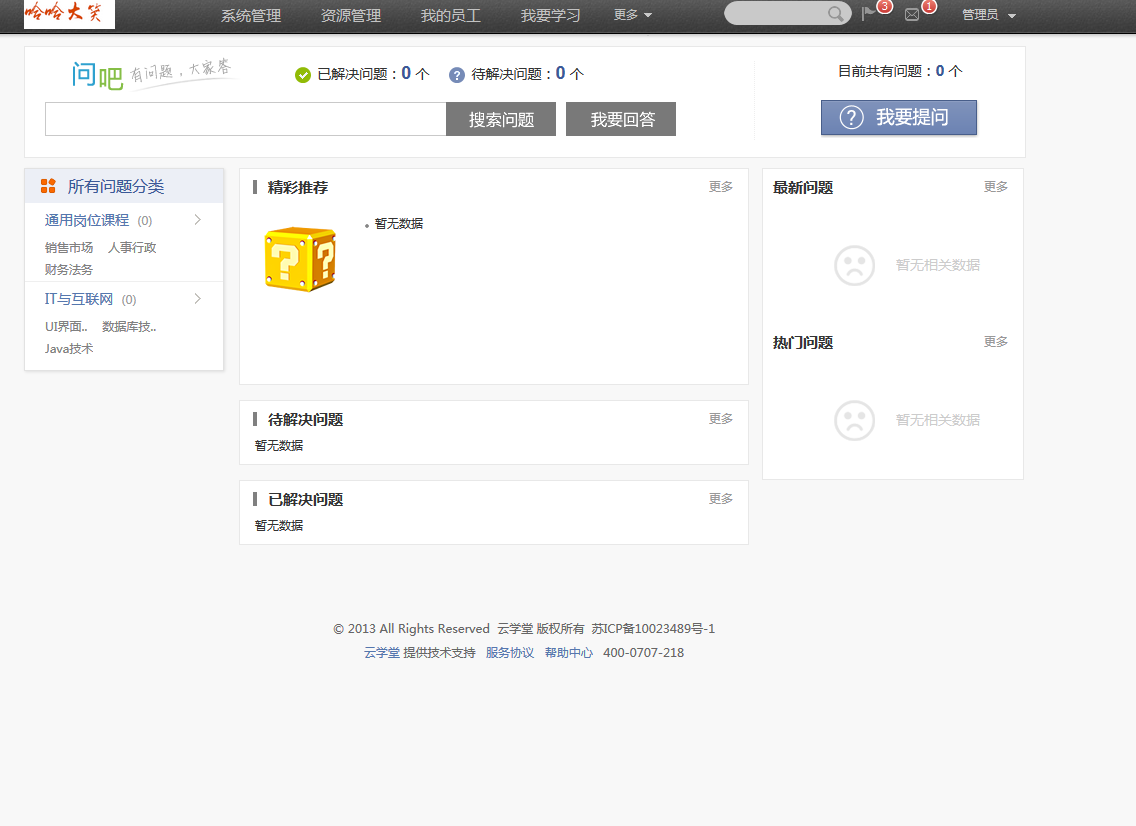 哈哈大笑 系统管理 资源管理 我的员工 我要学习 更多 3 1 管理员
问吧 有问题，大家答 已解决问题：0 个 ? 待解决问题：0 个 目前共有问题：0 个
搜索问题 我要回答 ? 我要提问
所有问题分类
通用岗位课程 (0)
销售市场 人事行政
财务法务
IT与互联网 (0)
UI界面.. 数据库技..
Java技术
精彩推荐 更多
暂无数据
待解决问题 更多
暂无数据
已解决问题 更多
暂无数据
最新问题 更多
暂无相关数据
热门问题 更多
暂无相关数据
© 2013 All Rights Reserved 云学堂 版权所有 苏ICP备10023489号-1
云学堂 提供技术支持 服务协议 帮助中心 400-0707-218